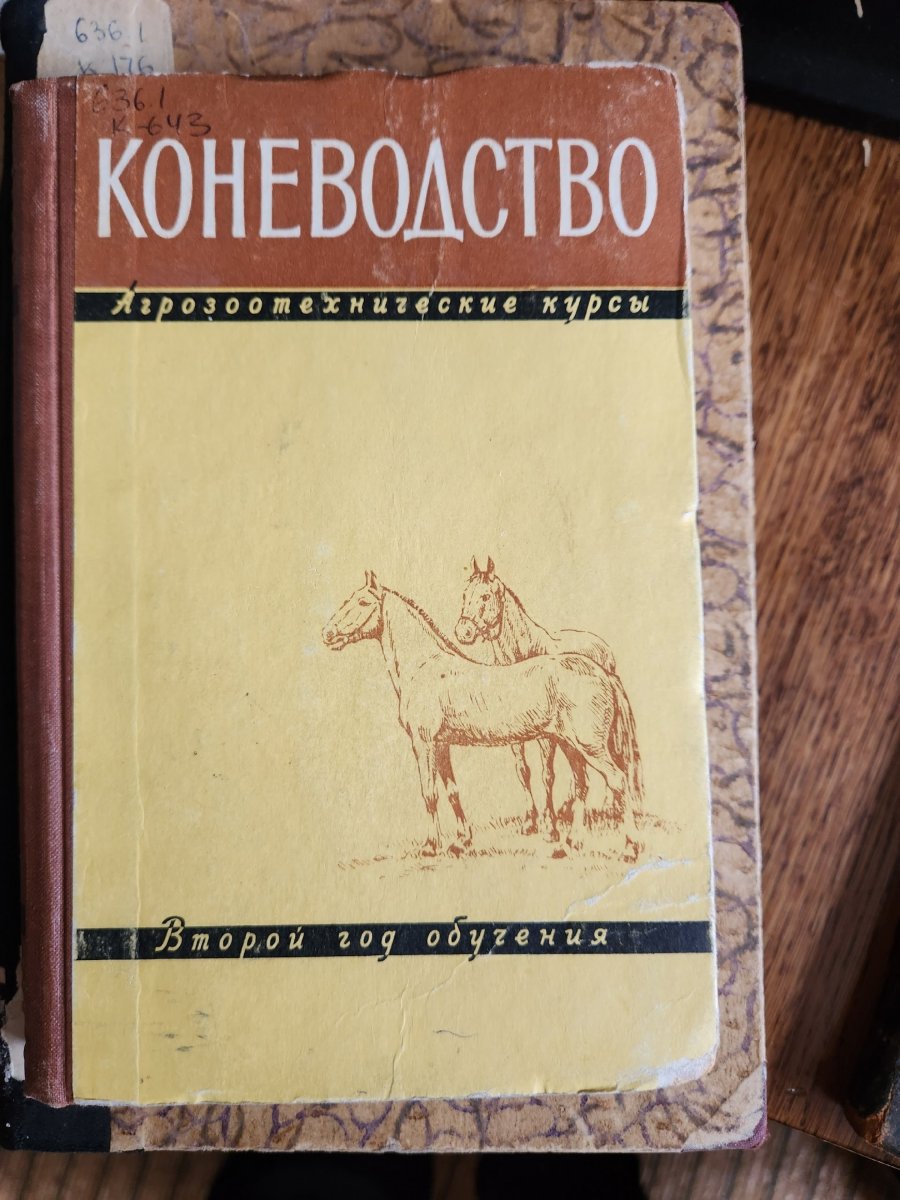 636.1
К 176
636.1
К-643
КОНЕВОДСТВО
Агрозоотехнические курсы
Второй год обучения